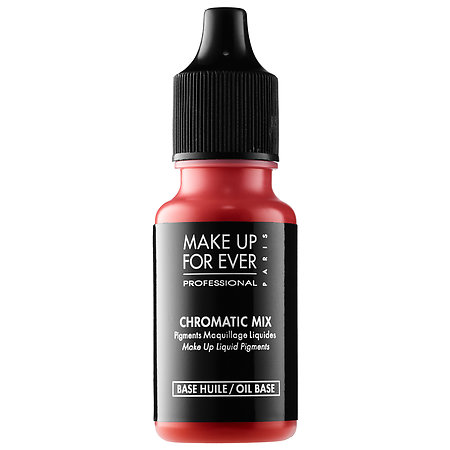 MAKE UP
FOR EVER
PARIS
PROFESSIONAL
CHROMATIC MIX
Pigments Maquillage Liquides
Make Up Liquid Pigments
BASE HUILE / OIL BASE